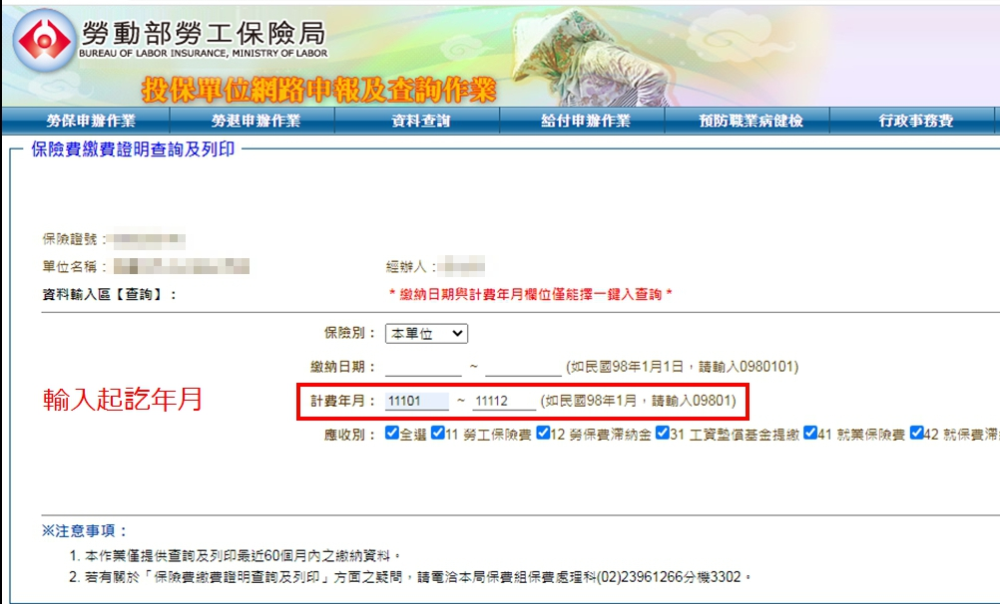 勞動部勞工保險局
BUREAU OF LABOR INSURANCE, MINISTRY OF LABOR
投保單位網路申報及查詢作業
勞保申辦作業 勞退申辦作業 資料查詢 給付申辦作業 預防職業病健檢 行政事務費
保險費繳費證明查詢及列印
保險證號：
單位名稱： 經辦人：
資料輸入區【查詢】： * 繳納日期與計費年月欄位僅能擇一鍵入查詢 *
保險別： 本單位
繳納日期： ~ (如民國98年1月1日，請輸入0980101)
輸入起訖年月 計費年月： 11101 ~ 11112 (如民國98年1月，請輸入09801)
應收別： 全選 11 勞工保險費 12 勞保費滯納金 31 工資墊償基金提繳 41 就業保險費 42 就保費滯
※注意事項：
1. 本作業僅提供查詢及列印最近60個月內之繳納資料。
2. 若有關於「保險費繳費證明查詢及列印」方面之疑問，請電洽本局保費組保費處理科(02)23961266分機3302。